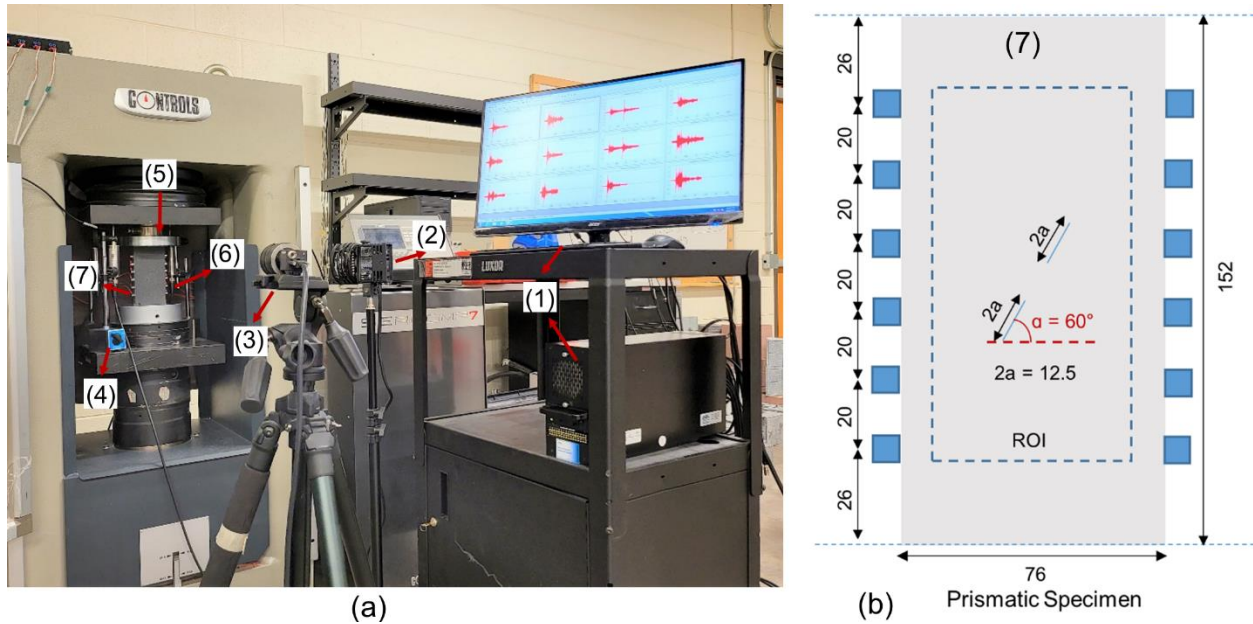 CONTROLS
(5)
(2)
(6)
(7)
LUXOR
(1)
(3)
(4)
(a)
(7)
26
20
20
20
20
20
26
2a
2a
α = 60°
2a = 12.5
ROI
152
76
(b)
Prismatic Specimen